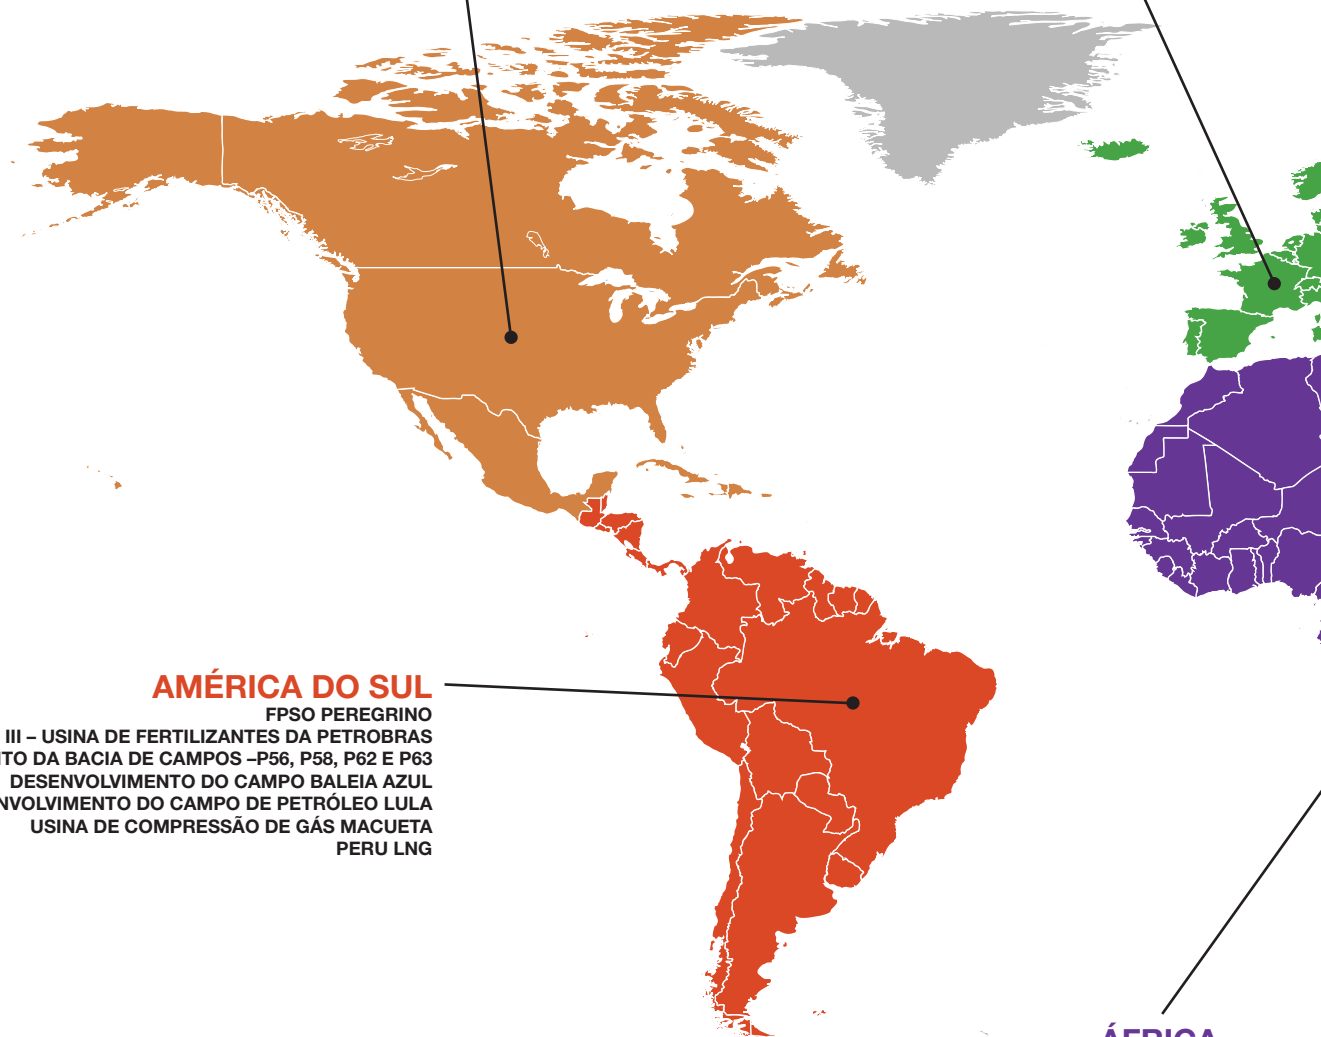 AMÉRICA DO SUL
FPSO PEREGRINO
III – USINA DE FERTILIZANTES DA PETROBRAS
DA BACIA DE CAMPOS –P56, P58, P62 E P63
DESENVOLVIMENTO DO CAMPO BALEIA AZUL
DO CAMPO DE PETRÓLEO LULA
USINA DE COMPRESSÃO DE GÁS MACUETA
PERU LNG
ÁFRICA